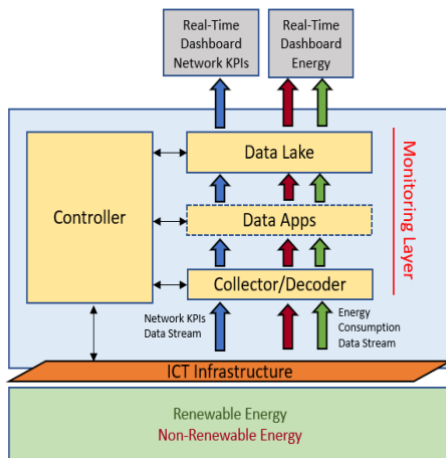 Real-Time
Dashboard
Network KPIs
Real-Time
Dashboard
Energy
Data Lake
Controller
Data Apps
Monitoring Layer
Collector/Decoder
Network KPIs
Data Stream
Energy
Consumption
Data Stream
ICT Infrastructure
Renewable Energy
Non-Renewable Energy